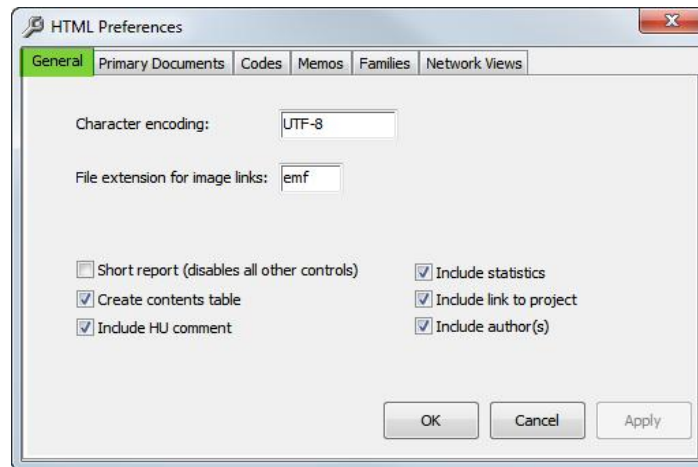 HTML Preferences
General Primary Documents Codes Memos Families Network Views
Character encoding: UTF-8
File extension for image links: emf
Short report (disables all other controls) Include statistics
Create contents table Include link to project
Include HU comment Include author(s)
OK Cancel Apply